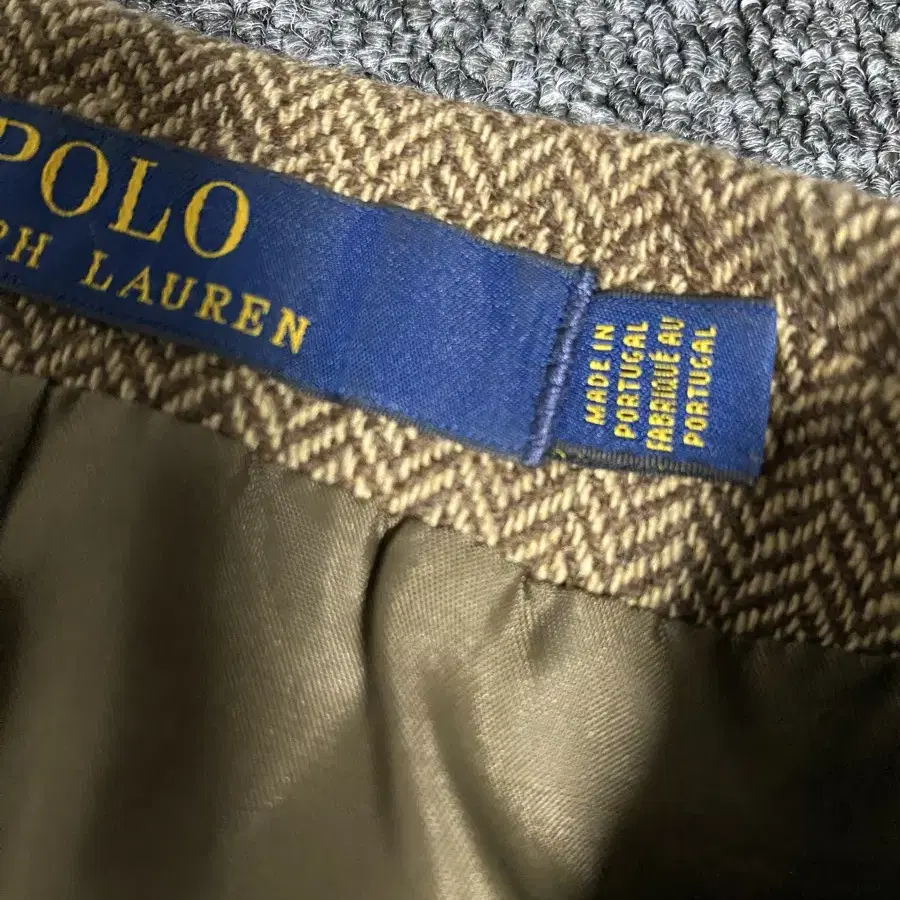 POLO
PH LAUREN
MADE IN
PORTUGAL
FABRIQUÉ AU
PORTUGAL